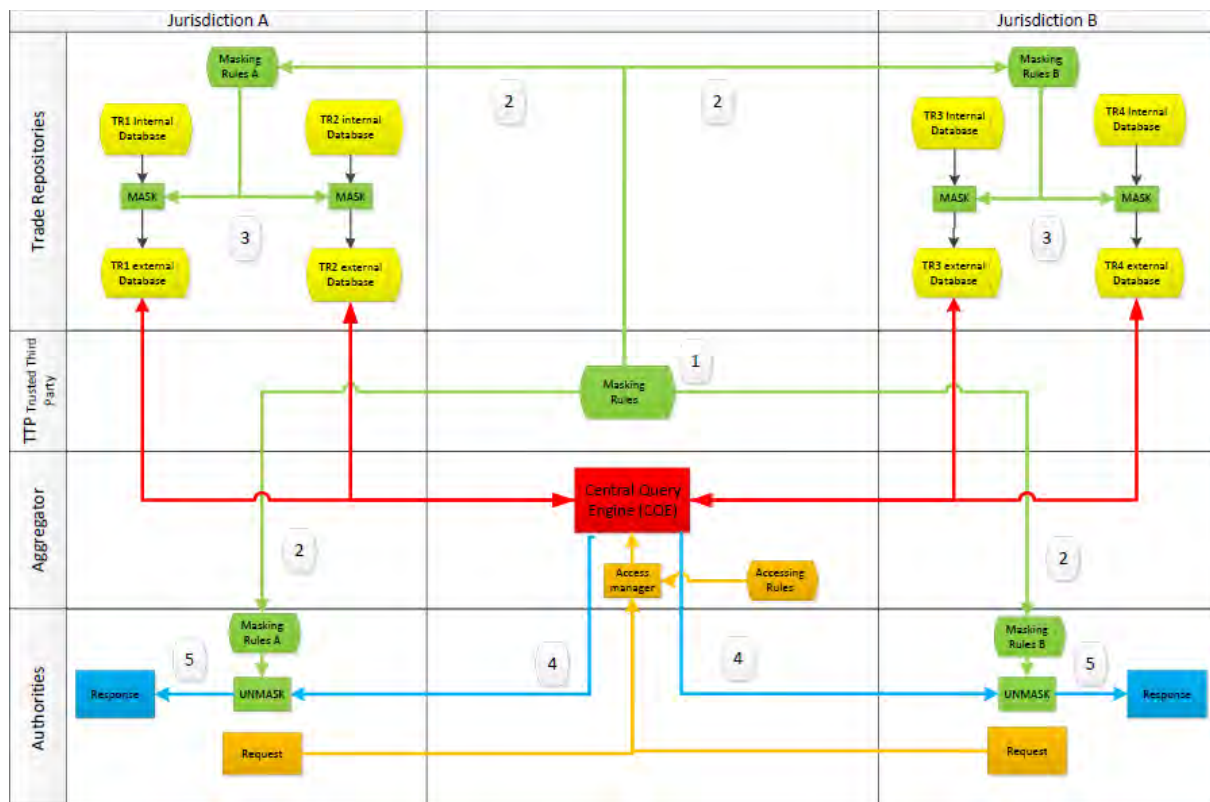 Jurisdiction A
Jurisdiction B
Trade Repositories
Masking
Rules A
Masking
Rules B
2
2
TR1 Internal
Database
TR2 internal
Database
TR3 Internal
Database
TR4 Internal
Database
MASK
MASK
MASK
MASK
3
3
TR1 external
Database
TR2 external
Database
TR3 external
Database
TR4 external
Database
TTP Trusted Third
Party
1
Masking
Rules
Aggregator
Central Query
Engine (CQE)
2
2
Access
manager
Accessing
Rules
Authorities
Masking
Rules A
Masking
Rules B
5
4
4
5
Response
UNMASK
UNMASK
Response
Request
Request